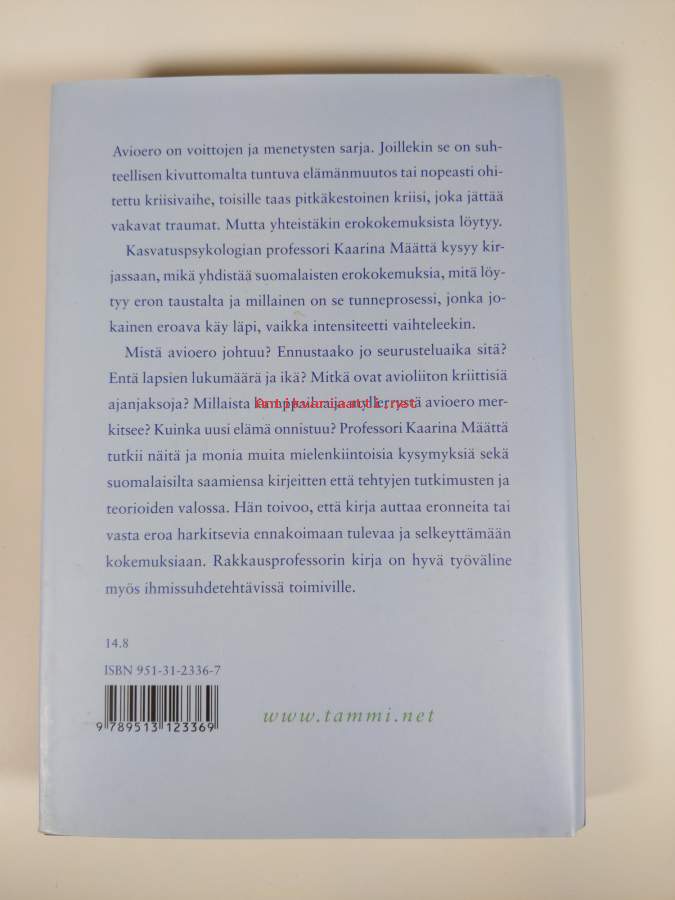 Avioero on voittojen ja menetysten sarja. Joillekin se on suh-
teellisen kivuttomalta tuntuva elämänmuutos tai nopeasti ohi-
tettu kriisivaihe, toisille taas pitkäkestoinen kriisi, joka jättää
vakavat traumat. Mutta yhteistäkin erokokemuksista löytyy.
Kasvatuspsykologian professori Kaarina Määttä kysyy kir-
jassaan, mikä yhdistää suomalaisten erokokemuksia, mitä löy-
tyy eron taustalta ja millainen on se tunneprosessi, jonka jo-
kainen eroava käy läpi, vaikka intensiteetti vaihteleekin.
Mistä avioero johtuu? Ennustaako jo seurusteluaika sitä?
Entä lapsien lukumäärä ja ikä? Mitkä ovat avioliiton kriittisiä
ajanjaksoja? Millaista avioero mer-
kitsee? Kuinka uusi elämä onnistuu? Professori Kaarina Määttä
tutkii näitä ja monia muita mielenkiintoisia kysymyksiä sekä
suomalaisilta saamiensa kirjeitten että tehtyjen tutkimusten ja
teorioiden valossa. Hän toivoo, että kirja auttaa eronneita tai
vasta eroa harkitsevia ennakoimaan tulevaa ja selkeyttämään
kokemuksiaan. Rakkausprofessorin kirja on hyvä työväline
myös ihmissuhdetehtävissä toimiville.
14.8
ISBN 951-31-2336-7
9 789513 123369
www.tammi.net